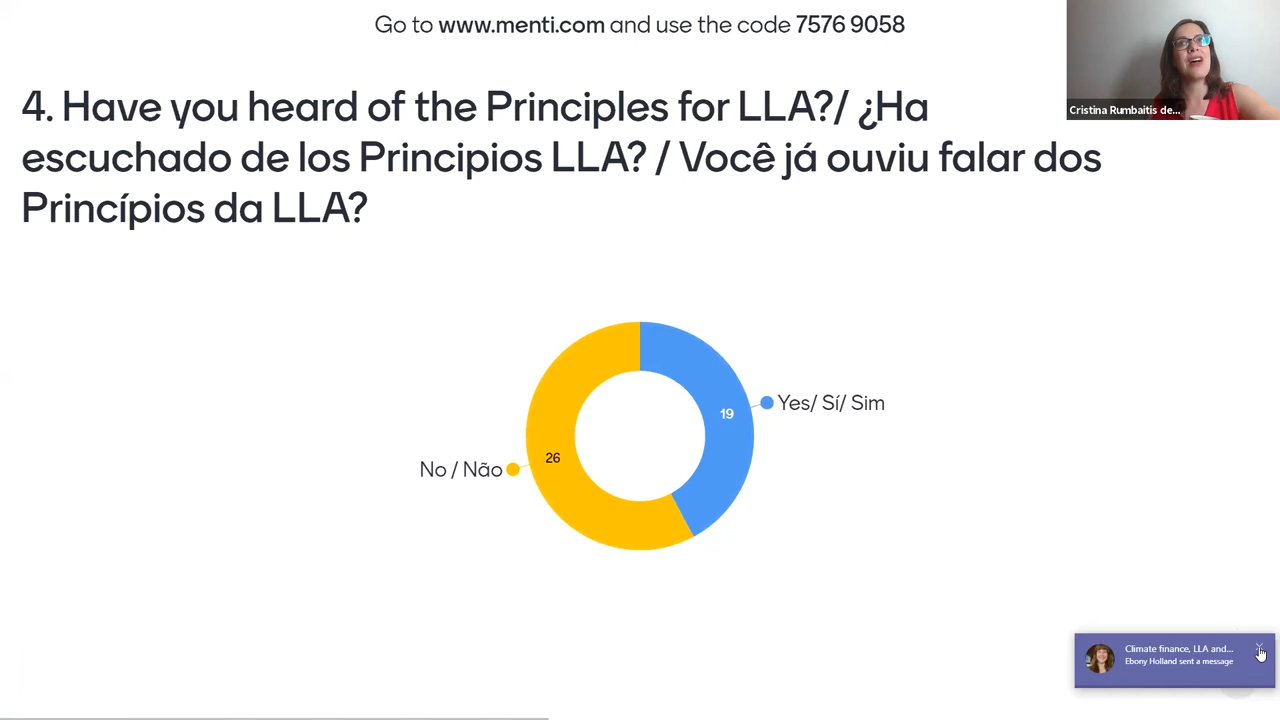 Go to www.menti.com and use the code 7576 9058
Cristina Rumbaitis de...
4. Have you heard of the Principles for LLA?/ ¿Ha
escuchado de los Principios LLA? / Você já ouviu falar dos
Princípios da LLA?
Yes/ Sí/ Sim
19
26
No / Não
Climate finance, LLA and...
Ebony Holland sent a message